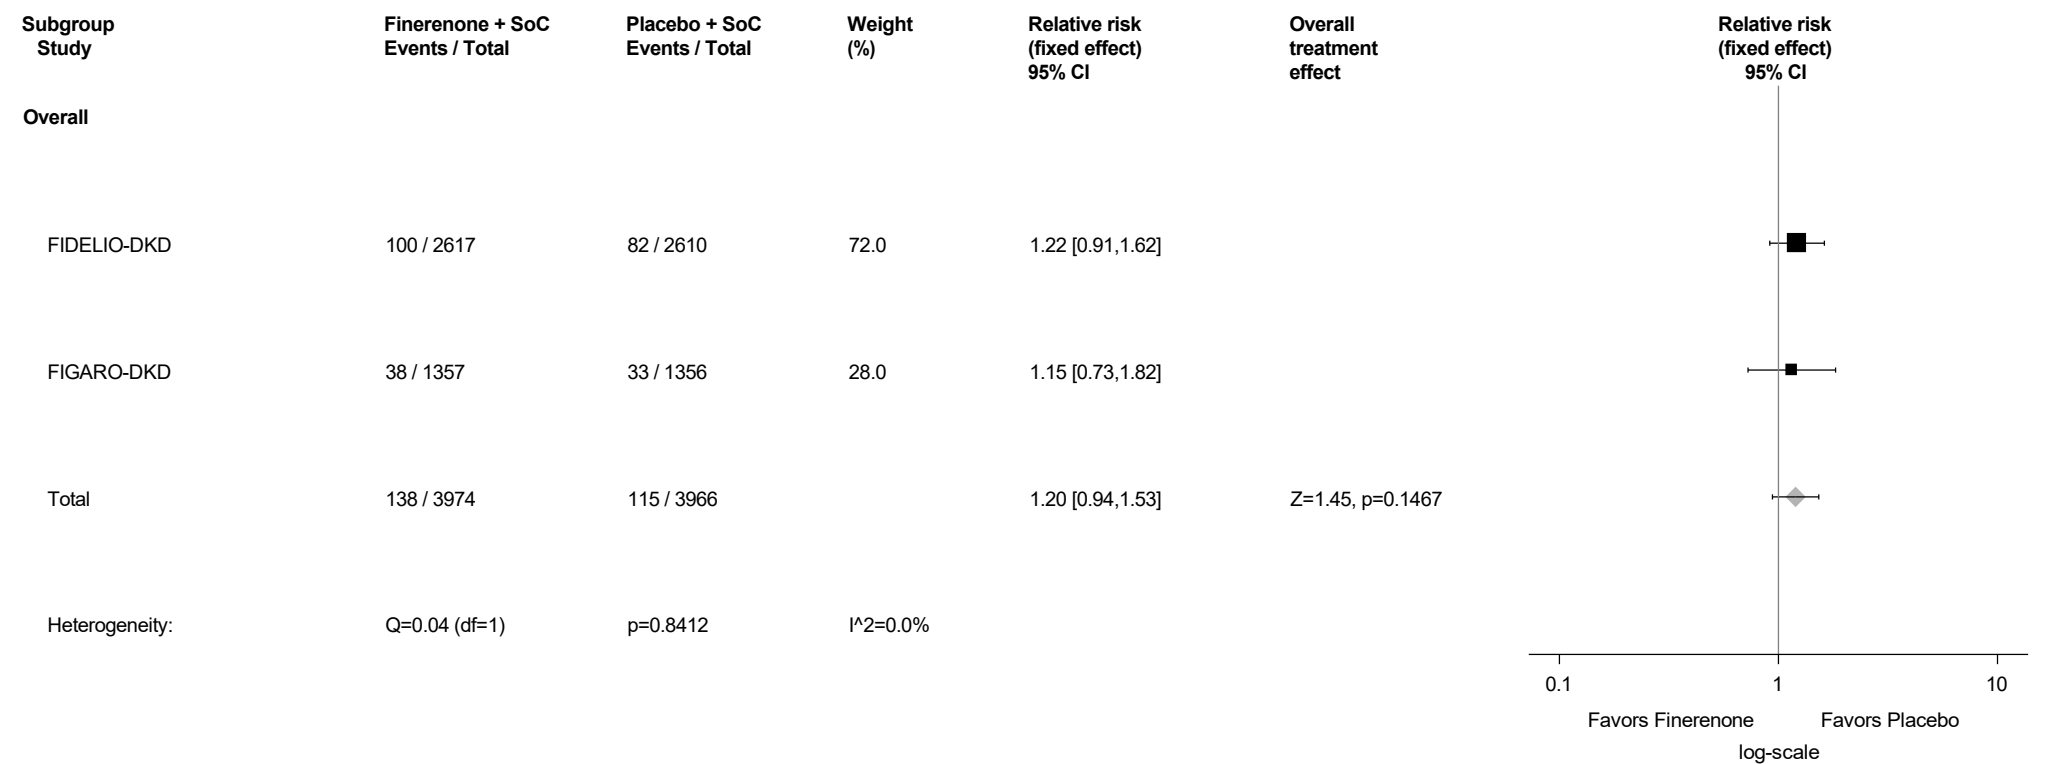 Subgroup Finerenone + SoC Placebo + SoC Weight Relative risk Overall Relative risk
Study Events / Total Events / Total (%) (fixed effect) treatment (fixed effect)
95% CI effect 95% CI
Overall
FIDELIO-DKD 100 / 2617 82 / 2610 72.0 1.22 [0.91,1.62]
FIGARO-DKD 38 / 1357 33 / 1356 28.0 1.15 [0.73,1.82]
Total 138 / 3974 115 / 3966 1.20 [0.94,1.53] Z=1.45, p=0.1467
Heterogeneity: Q=0.04 (df=1) p=0.8412 I^2=0.0%
0.1 1 10
Favors Finerenone Favors Placebo
log-scale